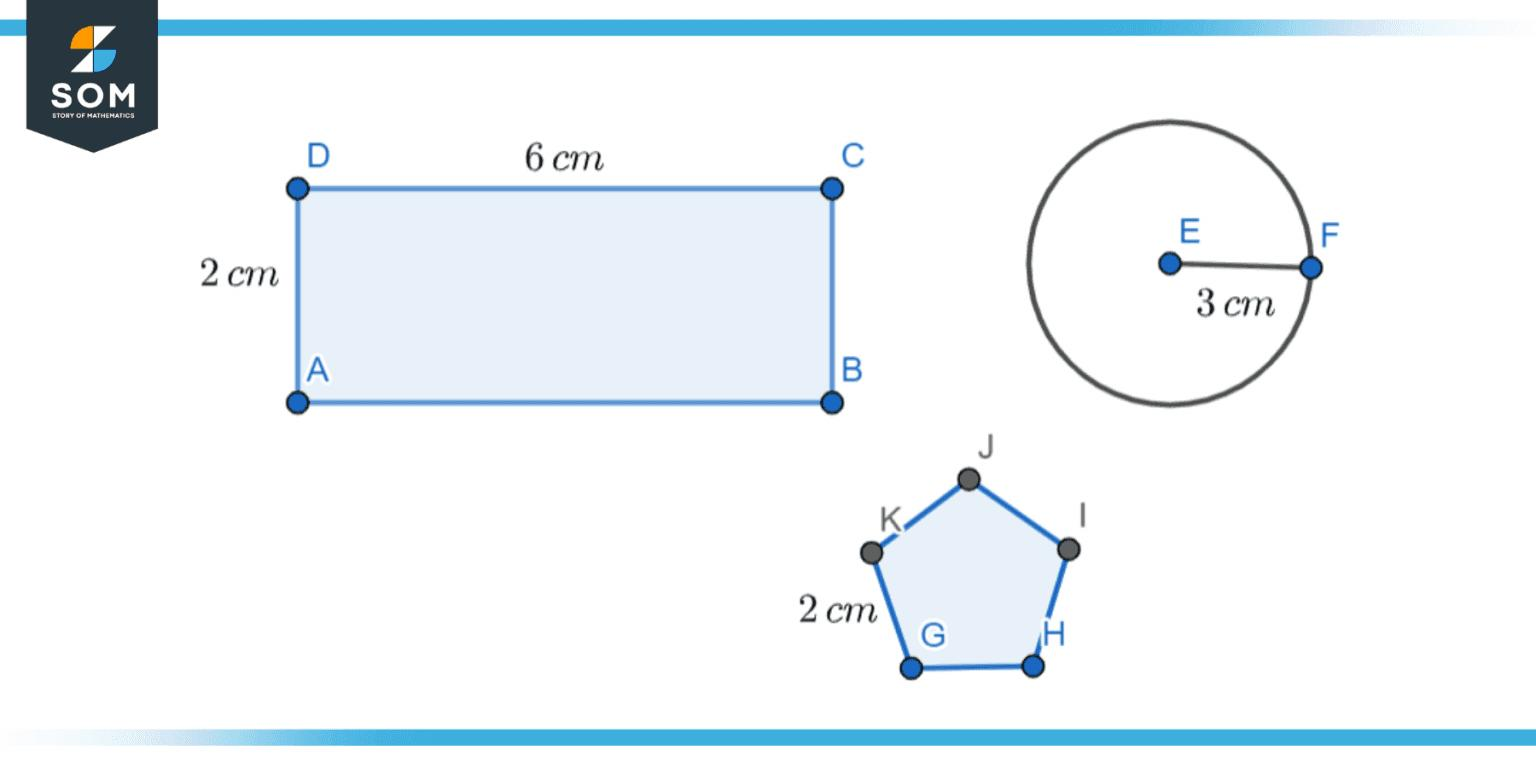 SOM
STORY OF MATHEMATICS
D
6 cm
C
2 cm
A
B
E
F
3 cm
J
K
I
2 cm
G
H